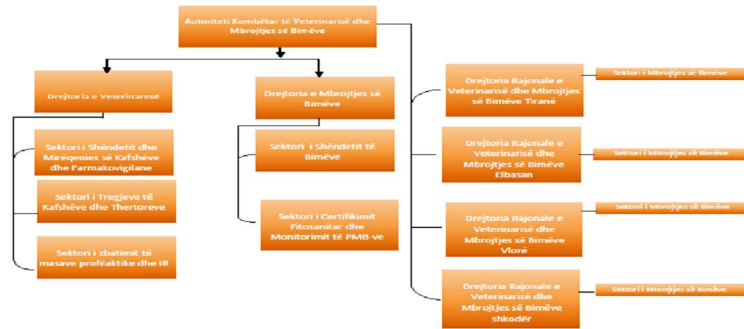 Autoriteti Kombëtar të Veterinarisë dhe
Mbrojtjes së Bimëve
Drejtoria e Veterinaresë
Sektori i Shëndetit dhe
Mirëqenies së Kafshëve
dhe Farmakovigilane
Sektori i Tregjeve të
Kafshëve dhe Thertoreve
Sektori i zbatimit të
masave profilaktike dhe IR
Drejtoria e Mbrojtjes së
Bimëve
Sektori i Shëndetit të
Bimëve
Sektori i Certifikimit
Fitosanitar dhe
Monitorimit të PMB-ve
Drejtoria Rajonale e
Veterinarisë dhe Mbrojtjes
së Bimëve Tiranë
Sektori i Mbrojtjes së Bimëve
Drejtoria Rajonale e
Veterinarisë dhe
Mbrojtjes së Bimëve
Elbasan
Sektori i Mbrojtjes së Bimëve
Drejtoria Rajonale e
Veterinarisë dhe
Mbrojtjes së Bimëve
Vlorë
Sektori i Mbrojtjes së Bimëve
Drejtoria Rajonale e
Veterinarisë dhe
Mbrojtjes së Bimëve
shkodër
Sektori i Mbrojtjes së Bimëve